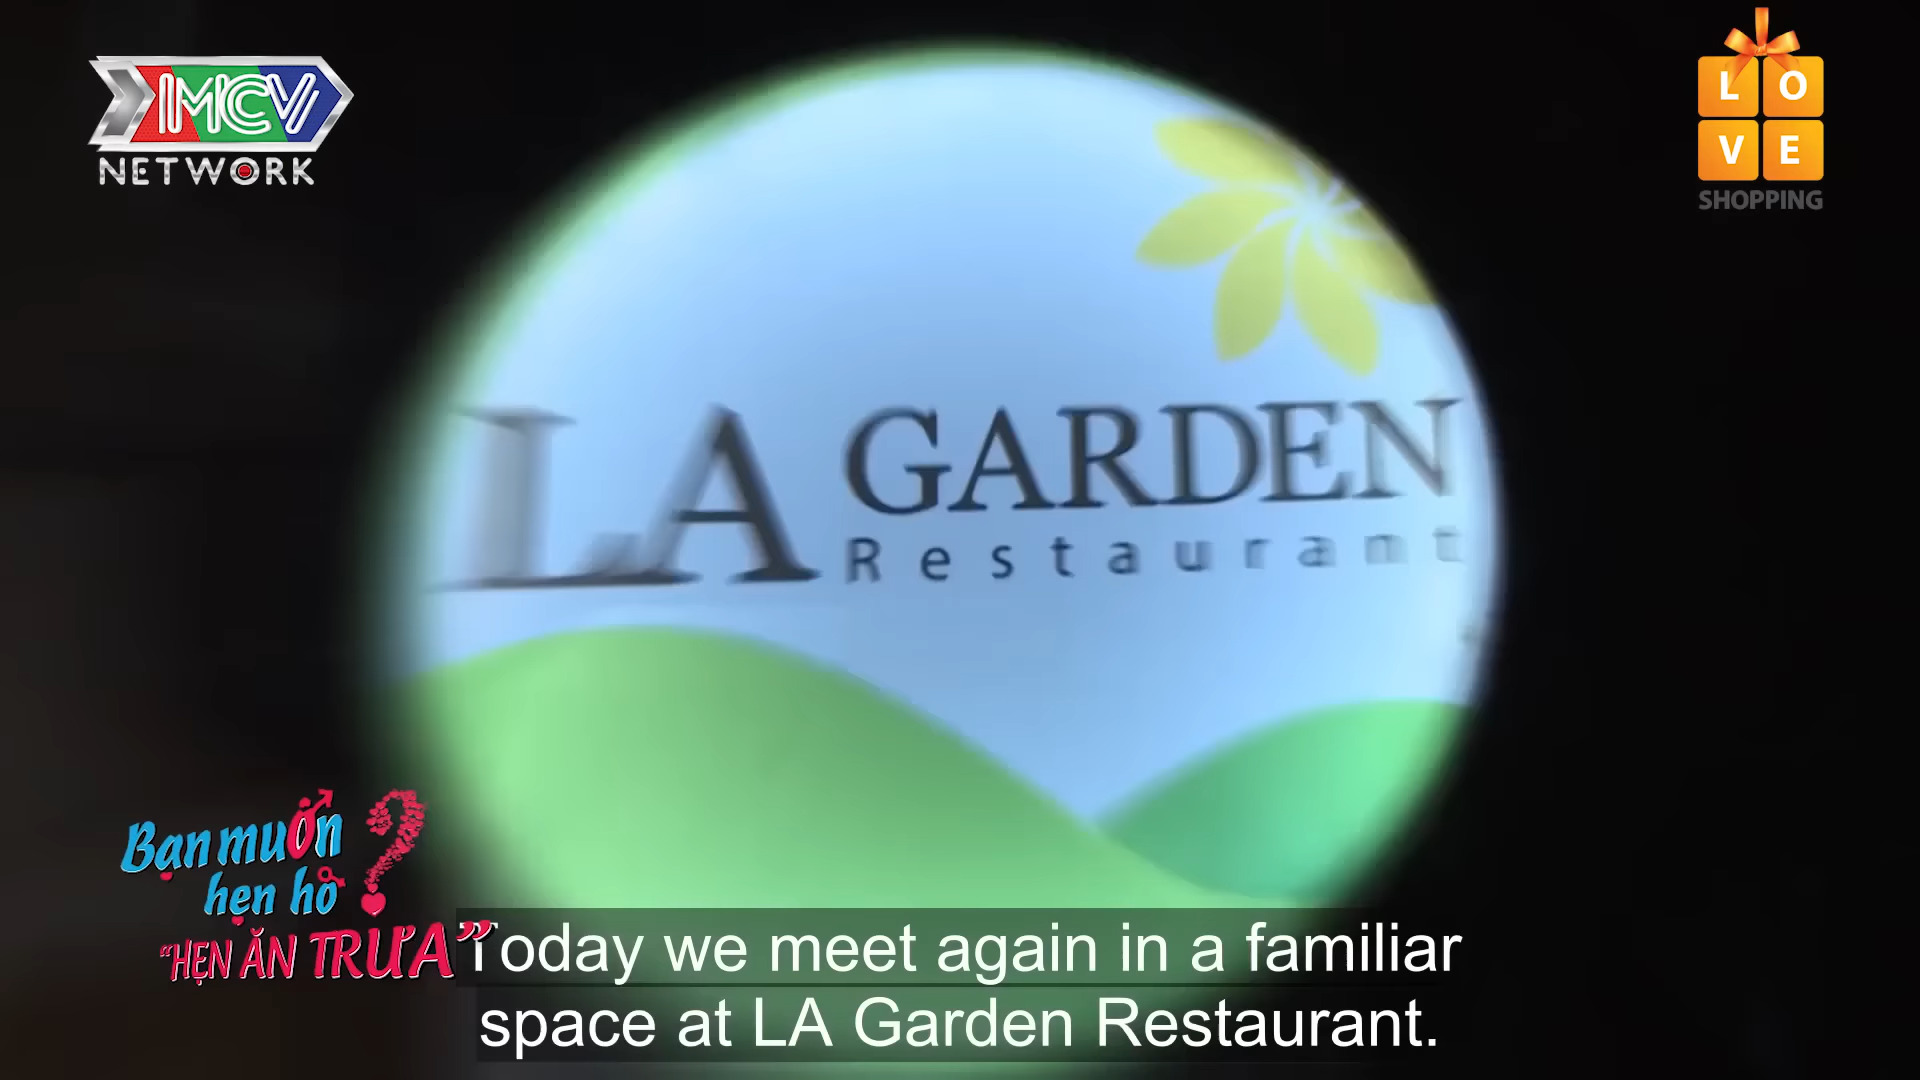 MCV
NETWORK
L O
V E
SHOPPING
LA GARDEN
Restaurant
Bạn muốn
hẹn hò ?
“HẸN ĂN TRƯA”
Today we meet again in a familiar
space at LA Garden Restaurant.